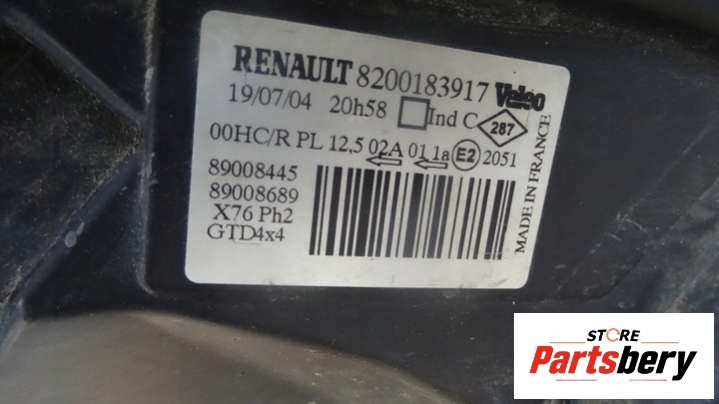 RENAULT 8200183917 Valeo
19/07/04 20h58 Ind C 287
00HC/R PL 12,5 02A 01 1a E2 2051
89008445
89008689
X76 Ph2
GTD4x4
MADE IN FRANCE
STORE
Partsbery